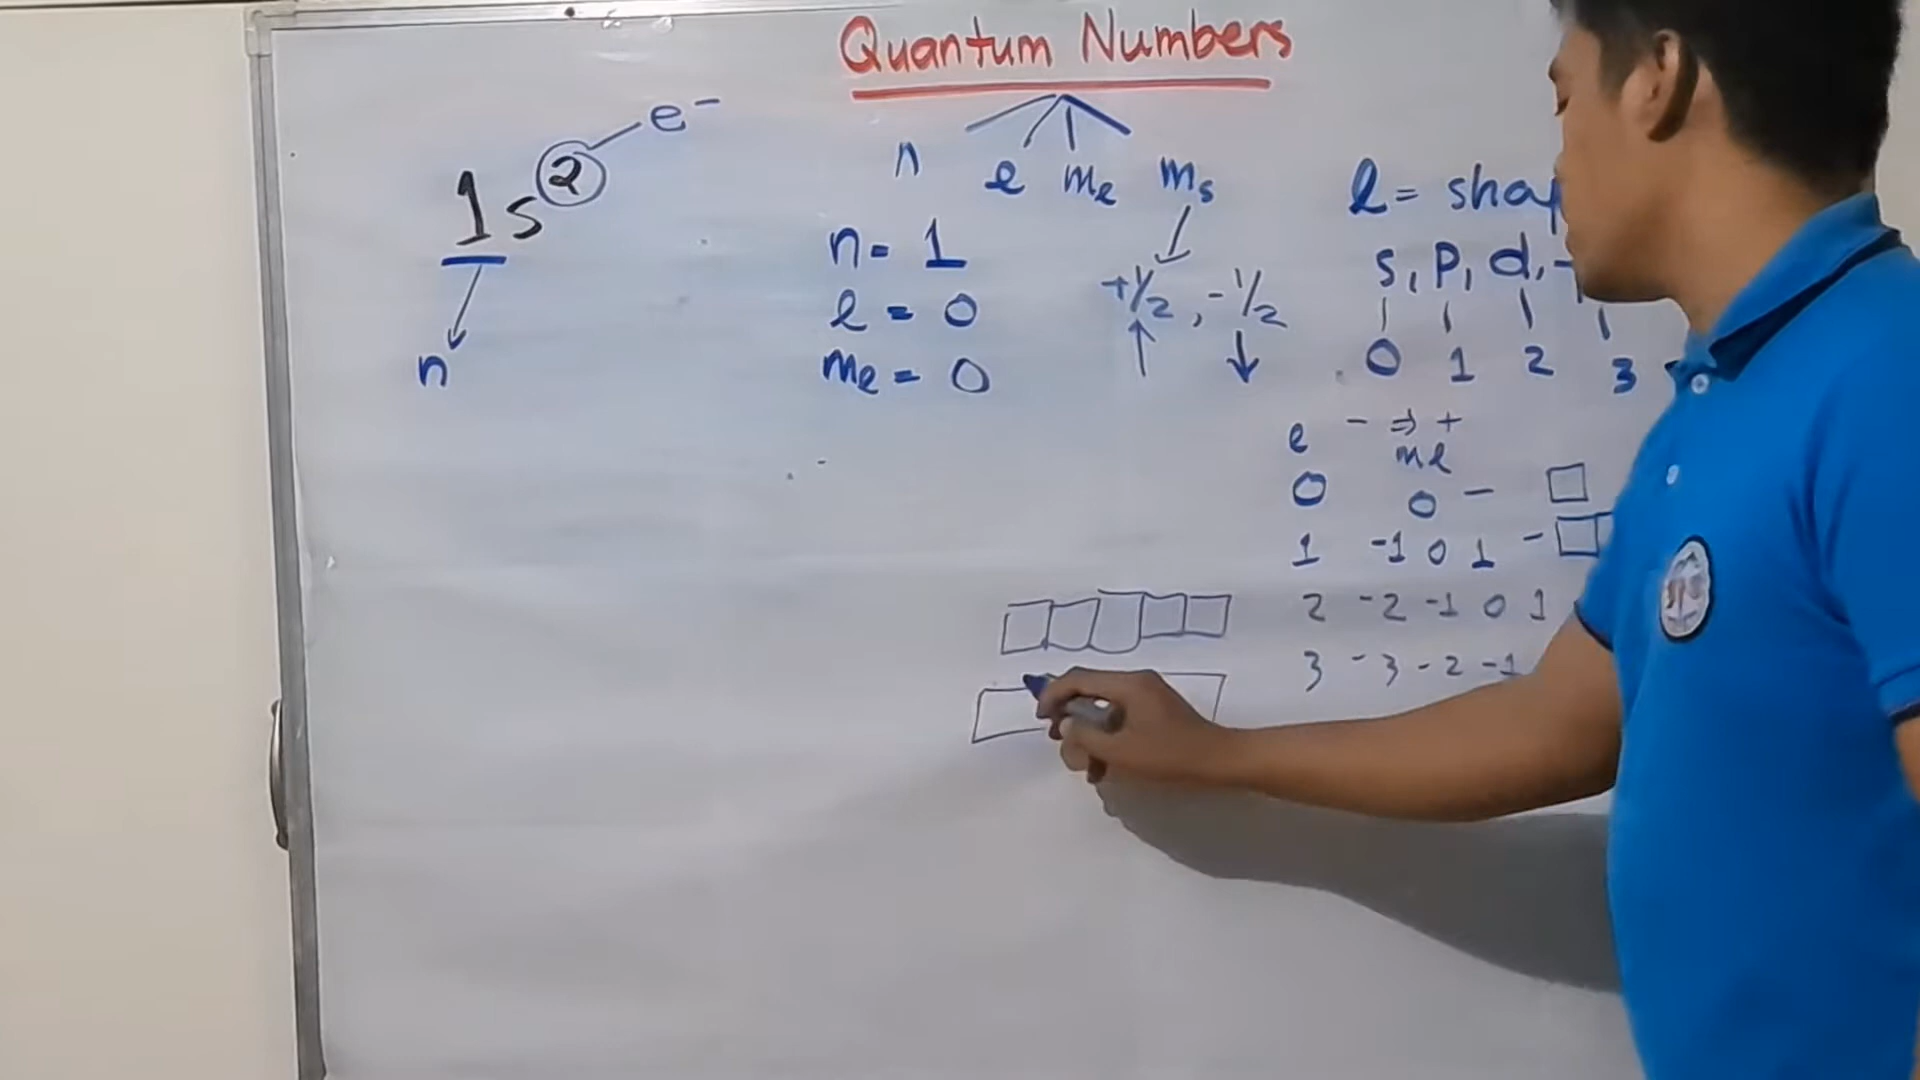 Quantum Numbers
n l ml ms
1s² e⁻
n
n = 1
l = 0
ml = 0
+1/2, -1/2
l = shap
s, p, d,
0 1 2 3
l - ⇒ +
ml
0 0 -
1 -1 0 1 -
2 -2 -1 0 1
3 -3 -2 -1